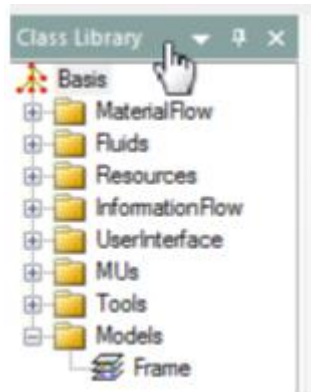 Class Library
Basis
MaterialFlow
Fluids
Resources
InformationFlow
UserInterface
MUs
Tools
Models
Frame